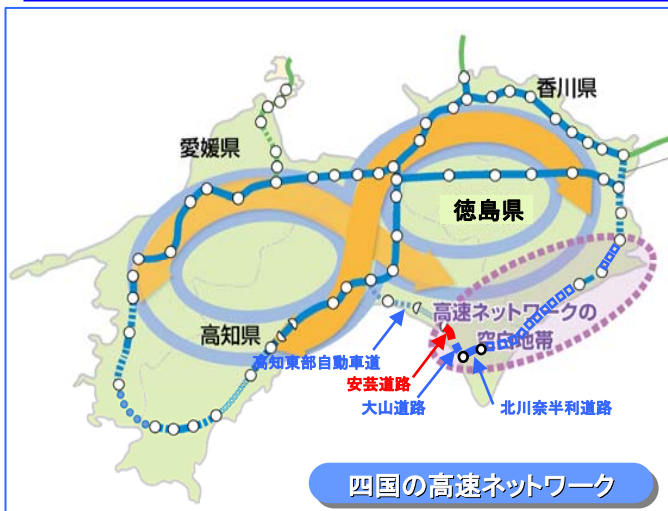 香川県
愛媛県
徳島県
高速ネットワークの
空白地帯
高知県
高知東部自動車道
安芸道路
大山道路
北川奈半利道路
四国の高速ネットワーク